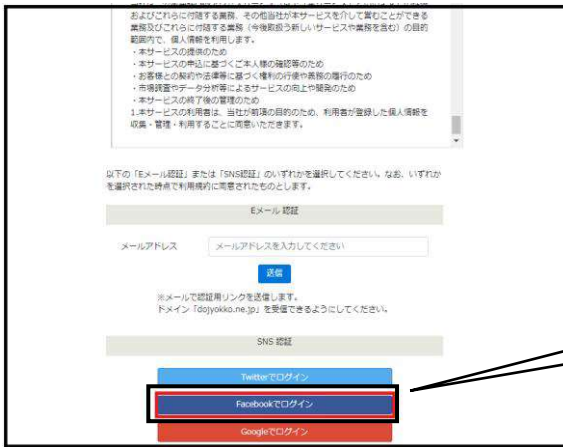 およびこれらに付随する業務、その他当社が本サービスを介して営むことができる
業務及びこれらに付随する業務（今後取扱う新しいサービスや業務を含む）の目的
範囲内で、個人情報を利用します。
・本サービスの提供のため
・本サービスの申込に基づくご本人様の確認等のため
・お客様との契約や法律等に基づく権利の行使や義務の履行のため
・市場調査やデータ分析等によるサービスの向上や開発のため
・本サービスの終了後の管理のため
1.本サービスの利用者は、当社が前項の目的のため、利用者が登録した個人情報を
収集・管理・利用することに同意いただきます。
以下の「Eメール認証」または「SNS認証」のいずれかを選択してください。なお、いずれか
を選択された時点で利用規約に同意されたものとします。
Eメール 認証
メールアドレス
メールアドレスを入力してください
送信
※メールで認証用リンクを送信します。
ドメイン「dojyokko.ne.jp」を受信できるようにしてください。
SNS 認証
Twitterでログイン
Facebookでログイン
Googleでログイン